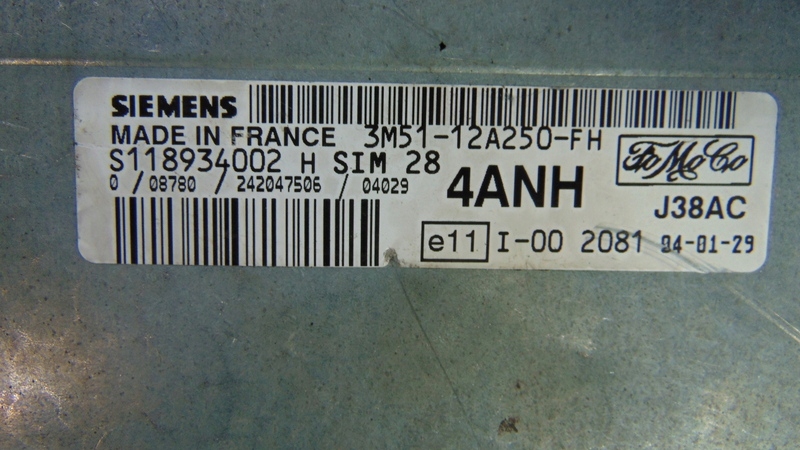 SIEMENS
MADE IN FRANCE 3M51-12A250-FH
S118934002 H SIM 28
0 / 08780 / 242047506 / 04029
4ANH
FoMoCo
J38AC
e11 I-00 2081 04-01-29